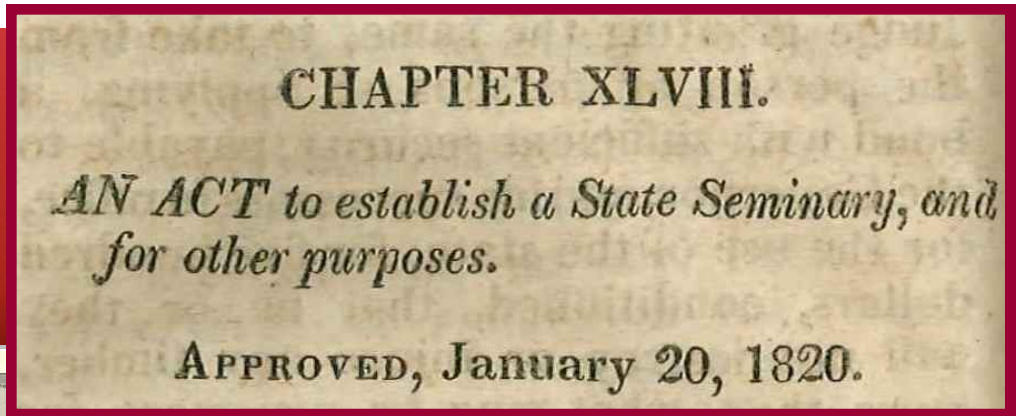 CHAPTER XLVIII.
AN ACT to establish a State Seminary, and
for other purposes.
APPROVED, January 20, 1820.